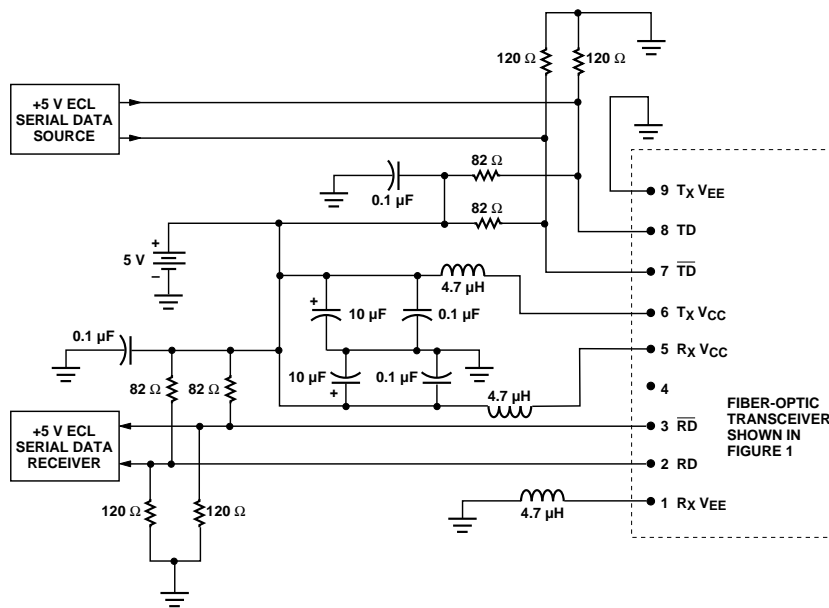 120 Ω
120 Ω
+5 V ECL
SERIAL DATA
SOURCE
82 Ω
0.1 µF
82 Ω
9 TX VEE
8 TD
7 TD
6 TX VCC
5 RX VCC
4
3 RD
2 RD
1 RX VEE
+
5 V
–
4.7 µH
+
10 µF
0.1 µF
0.1 µF
10 µF
+
0.1 µF
82 Ω
82 Ω
4.7 µH
FIBER-OPTIC
TRANSCEIVER
SHOWN IN
FIGURE 1
+5 V ECL
SERIAL DATA
RECEIVER
120 Ω
120 Ω
4.7 µH